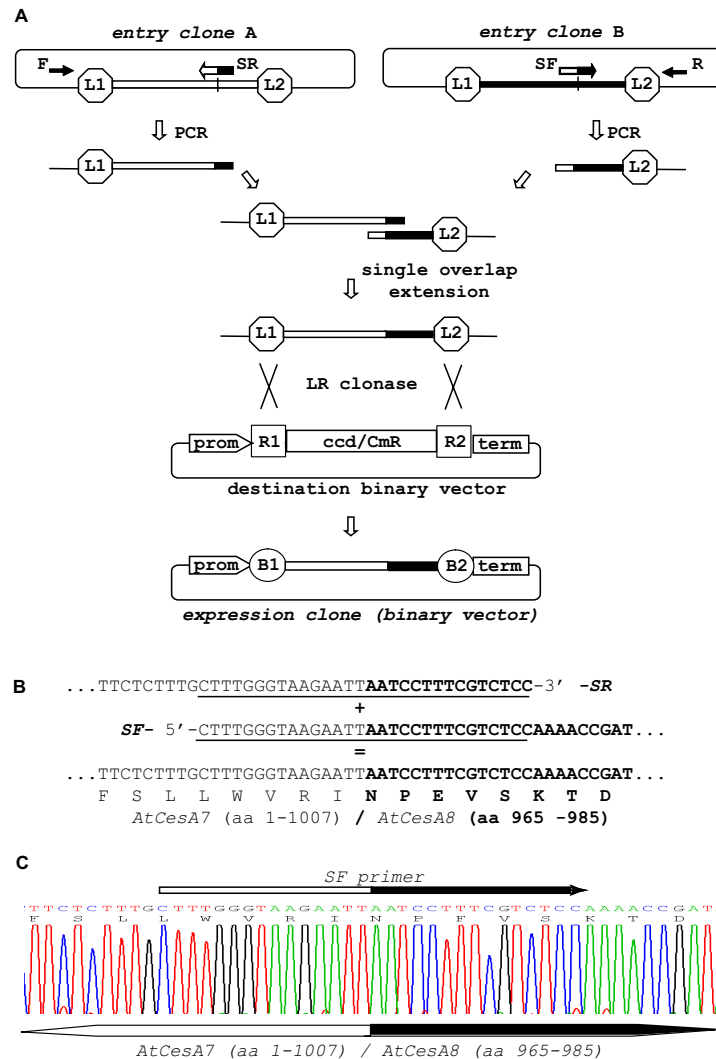 A
entry clone A
entry clone B
F
SR
L1
L2
SF
R
L1
L2
PCR
PCR
L1
L2
L1
L2
single overlap
extension
L1
L2
LR clonase
prom
R1
ccd/CmR
R2
term
destination binary vector
prom
B1
B2
term
expression clone (binary vector)
B
...TTCTCTTTGCTTTGGGTAAGAATTAATCCTTTCGTCTCC-3’ -SR
+
SF- 5’-CTTTGGGTAAGAATTAATCCTTTCGTCTCCAAAACCGAT...
=
...TTCTCTTTGCTTTGGGTAAGAATTAATCCTTTCGTCTCCAAAACCGAT...
F S L L W V R I N P E V S K T D
AtCesA7 (aa 1-1007) / AtCesA8 (aa 965 -985)
C
SF primer
TTCTCTTTGCTTTGGGTAAGAATTAATCCTTTCGTCTCCAAAACCGAT
F S L L W V R I N P F V S K T D
AtCesA7 (aa 1-1007) / AtCesA8 (aa 965-985)